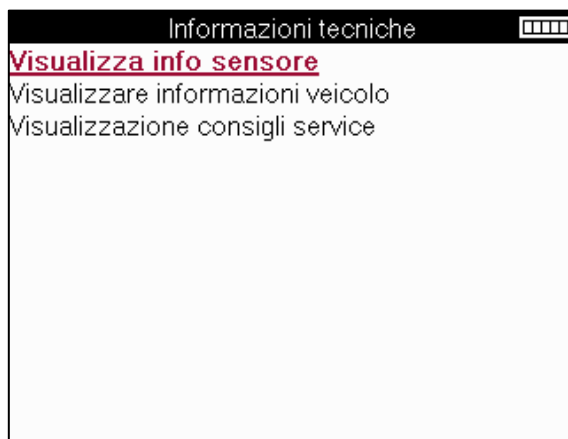 Informazioni tecniche
Visualizza info sensore
Visualizzare informazioni veicolo
Visualizzazione consigli service